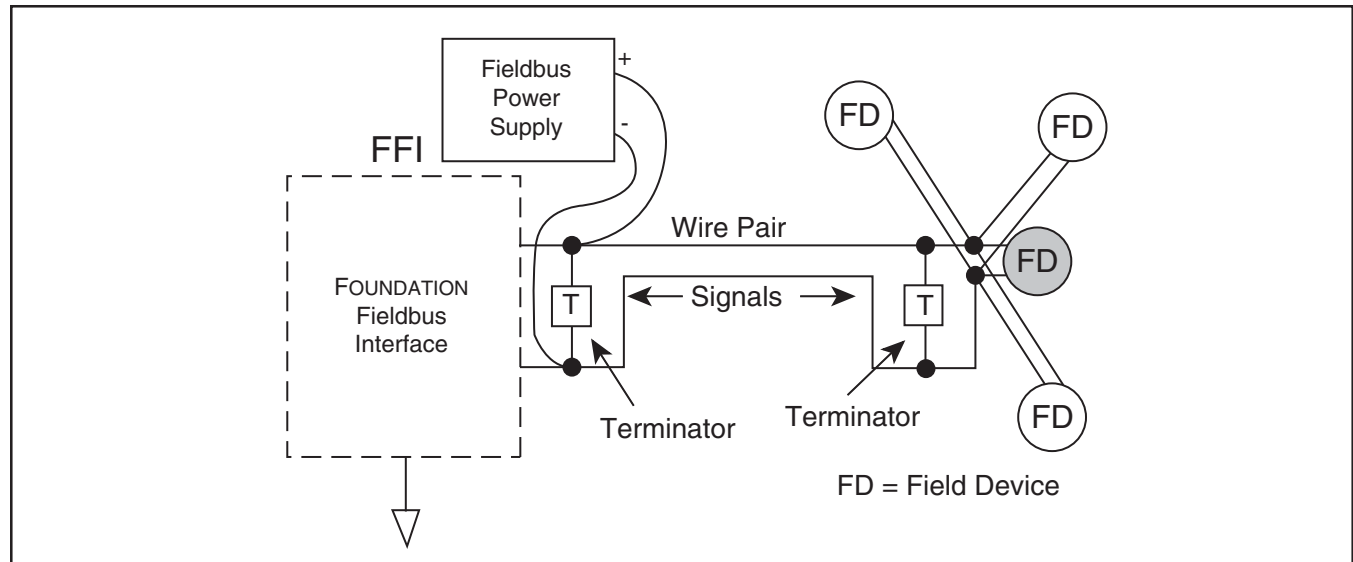 Fieldbus
Power
Supply
+
-
FFI
FOUNDATION
Fieldbus
Interface
Wire Pair
Signals
T
T
Terminator
Terminator
FD
FD
FD
FD
FD = Field Device